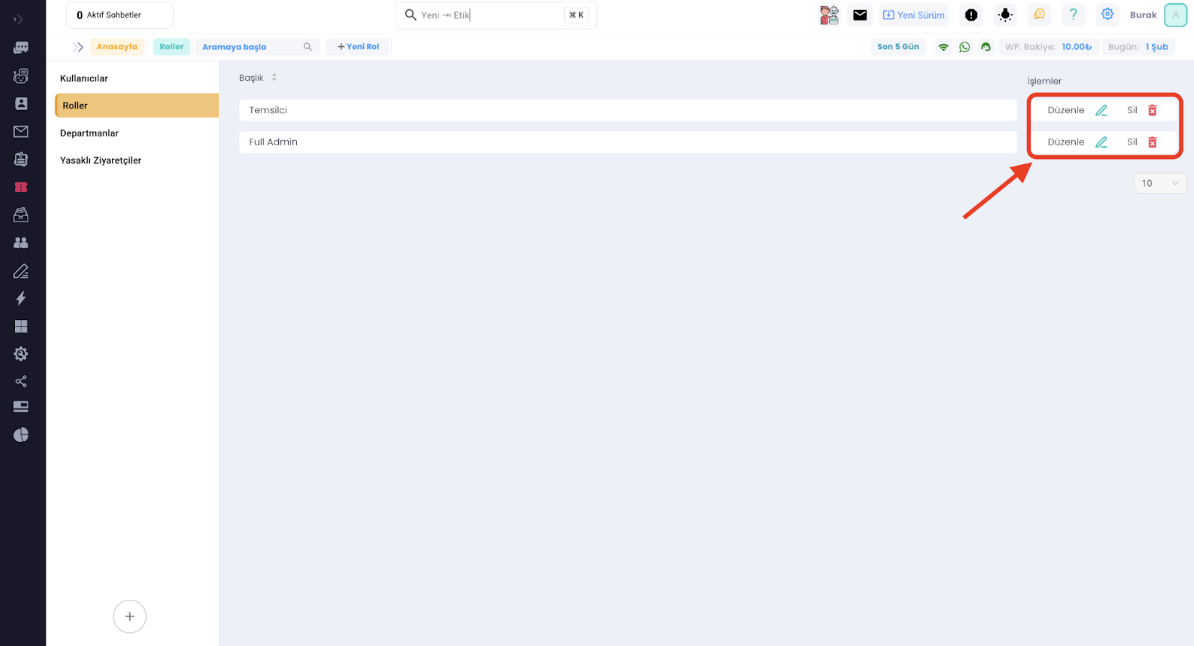 0 Aktif Sohbetler
Yeni ⇥ Etik
⌘ K
Yeni Sürüm
Burak
Anasayfa
Roller
Aramaya başla
+ Yeni Rol
Son 5 Gün
WP. Bakiye: 10.00₺
Bugün: 1 Şub
Kullanıcılar
Roller
Departmanlar
Yasaklı Ziyaretçiler
Başlık
İşlemler
Temsilci
Düzenle Sil
Full Admin
Düzenle Sil
10